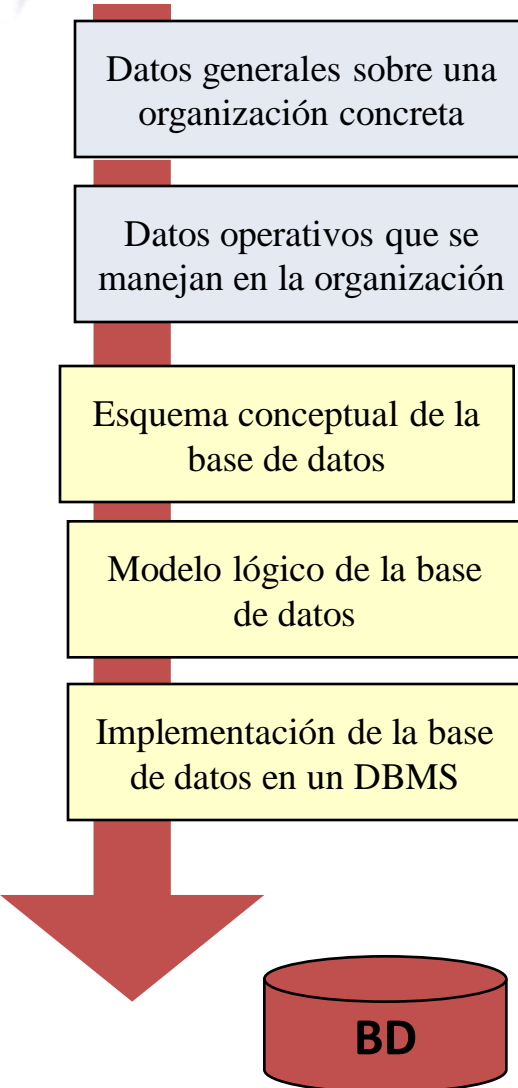 Datos generales sobre una
organización concreta
Datos operativos que se
manejan en la organización
Esquema conceptual de la
base de datos
Modelo lógico de la base
de datos
Implementación de la base
de datos en un DBMS
BD